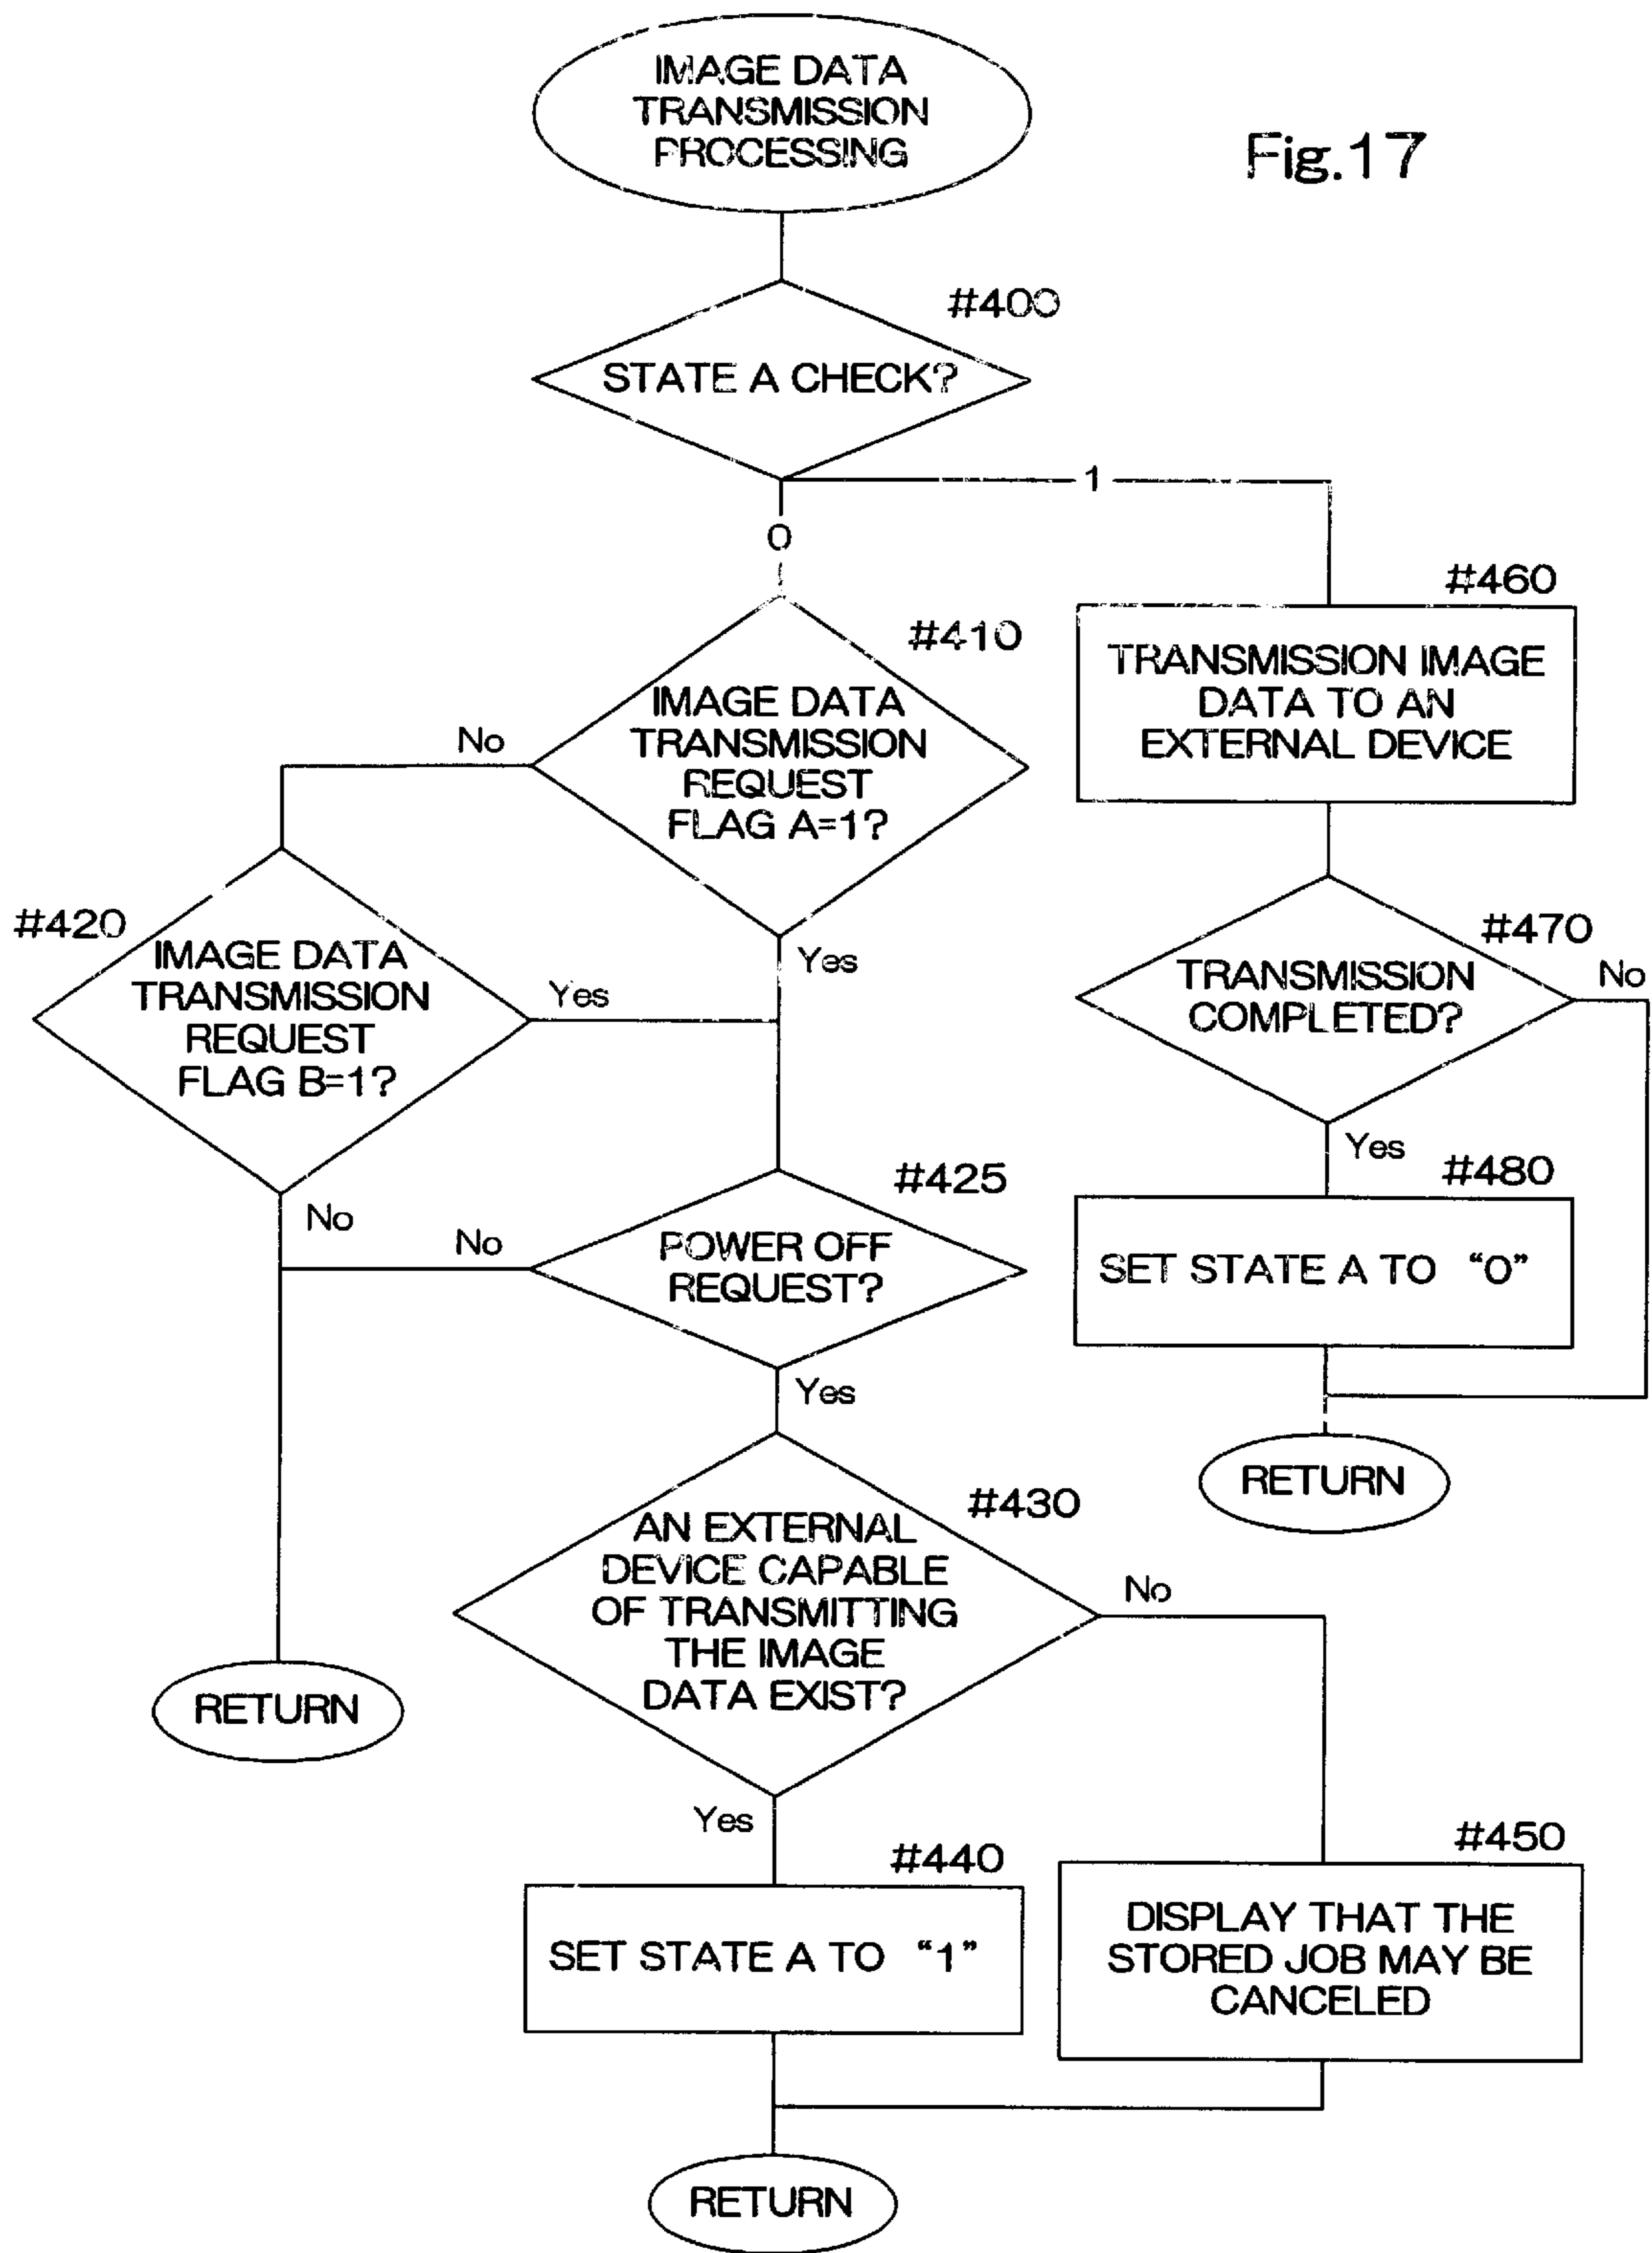 IMAGE DATA
TRANSMISSION
PROCESSING
Fig.17
#400
STATE A CHECK?
1
0
#460
#410
TRANSMISSION IMAGE
DATA TO AN
EXTERNAL DEVICE
IMAGE DATA
TRANSMISSION
REQUEST
FLAG A=1?
No
#420
IMAGE DATA
TRANSMISSION
REQUEST
FLAG B=1?
Yes
Yes
#470
TRANSMISSION
COMPLETED?
No
Yes
#480
SET STATE A TO "0"
No
#425
No
POWER OFF
REQUEST?
Yes
RETURN
#430
AN EXTERNAL
DEVICE CAPABLE
OF TRANSMITTING
THE IMAGE
DATA EXIST?
No
RETURN
Yes
#440
SET STATE A TO "1"
#450
DISPLAY THAT THE
STORED JOB MAY BE
CANCELED
RETURN